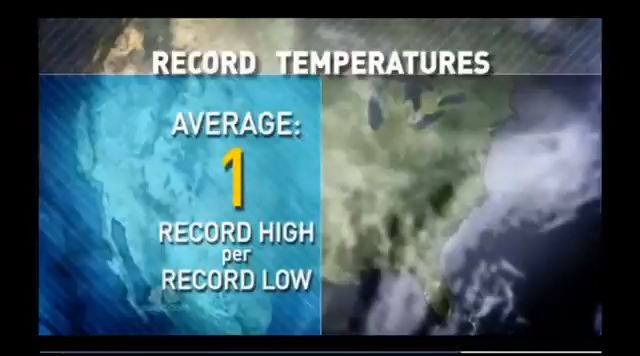 RECORD TEMPERATURES
AVERAGE:
1
RECORD HIGH
per
RECORD LOW